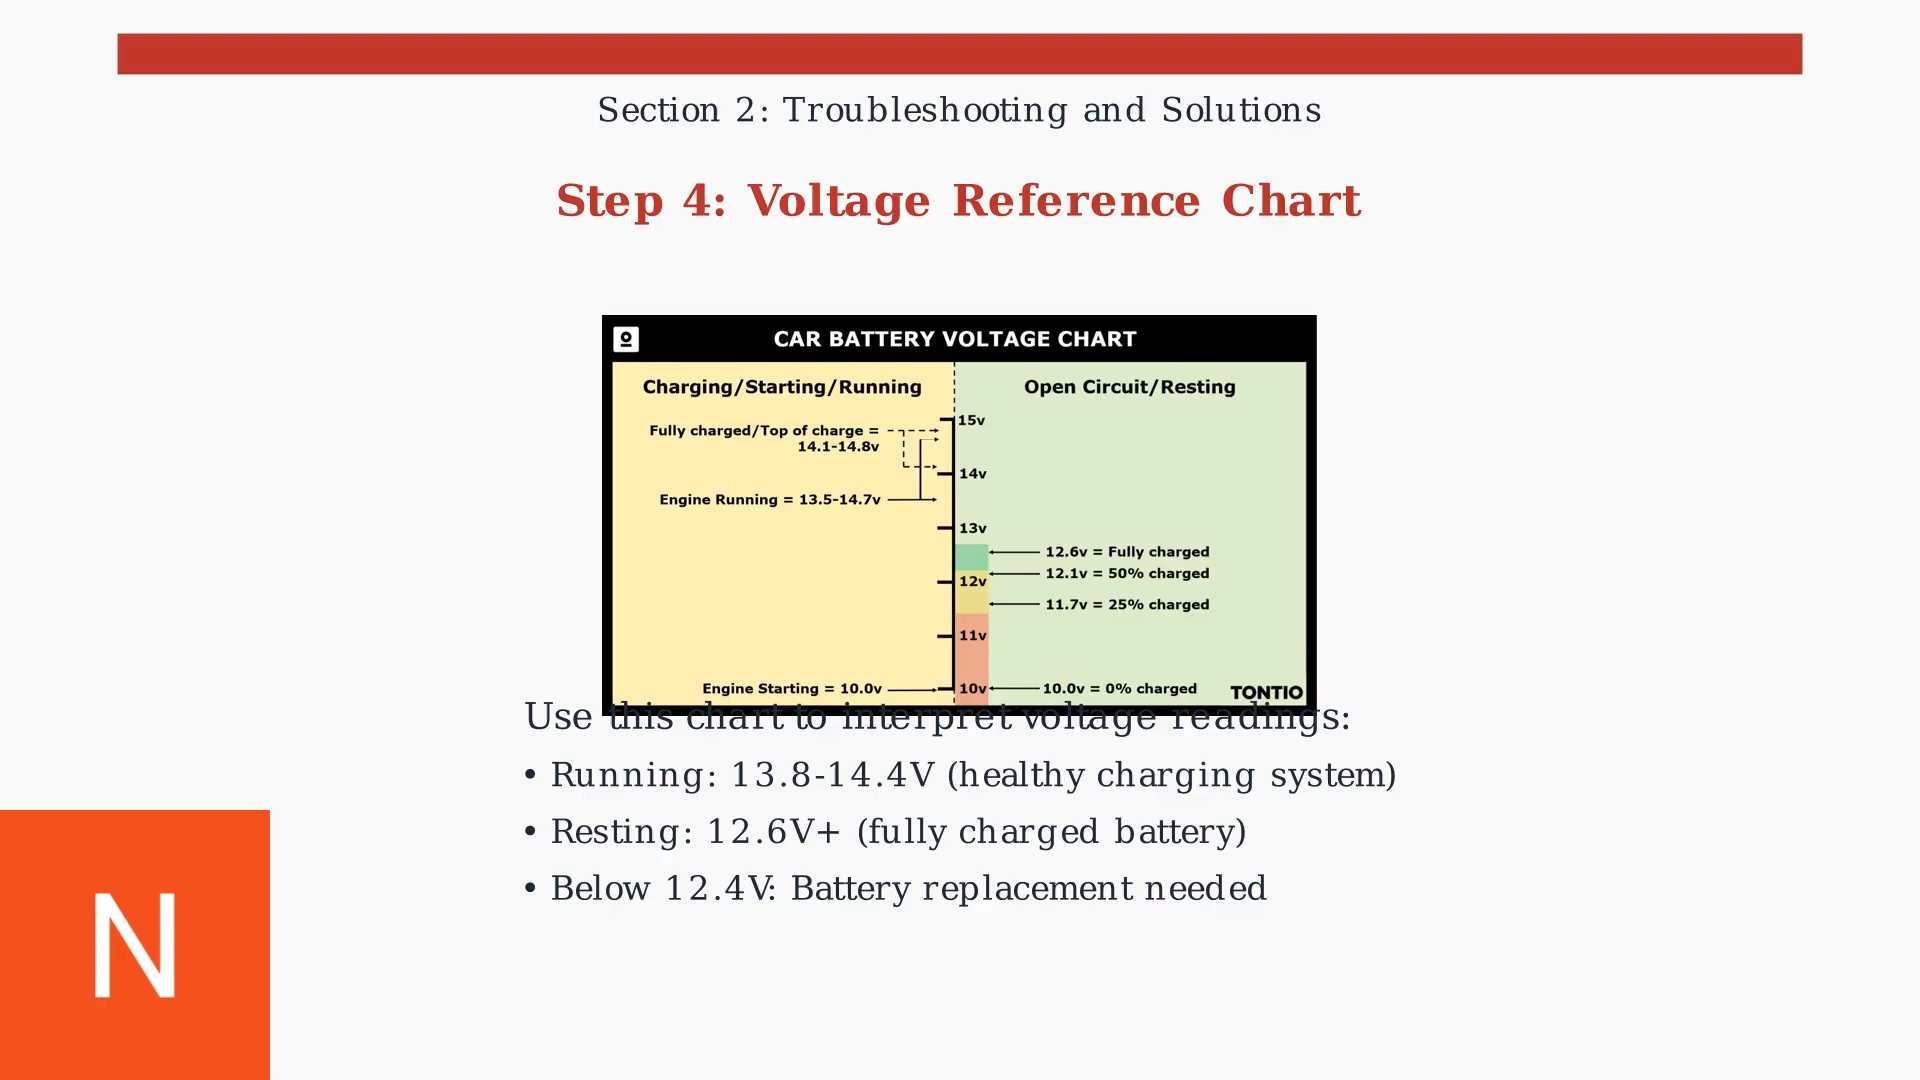 Section 2: Troubleshooting and Solutions
Step 4: Voltage Reference Chart
CAR BATTERY VOLTAGE CHART
Charging/Starting/Running
Open Circuit/Resting
Fully charged/Top of charge =
14.1-14.8v
Engine Running = 13.5-14.7v
Engine Starting = 10.0v
15v
14v
13v
12v
11v
10v
12.6v = Fully charged
12.1v = 50% charged
11.7v = 25% charged
10.0v = 0% charged
TONTIO
Use this chart to interpret voltage readings:
• Running: 13.8-14.4V (healthy charging system)
• Resting: 12.6V+ (fully charged battery)
• Below 12.4V: Battery replacement needed
N